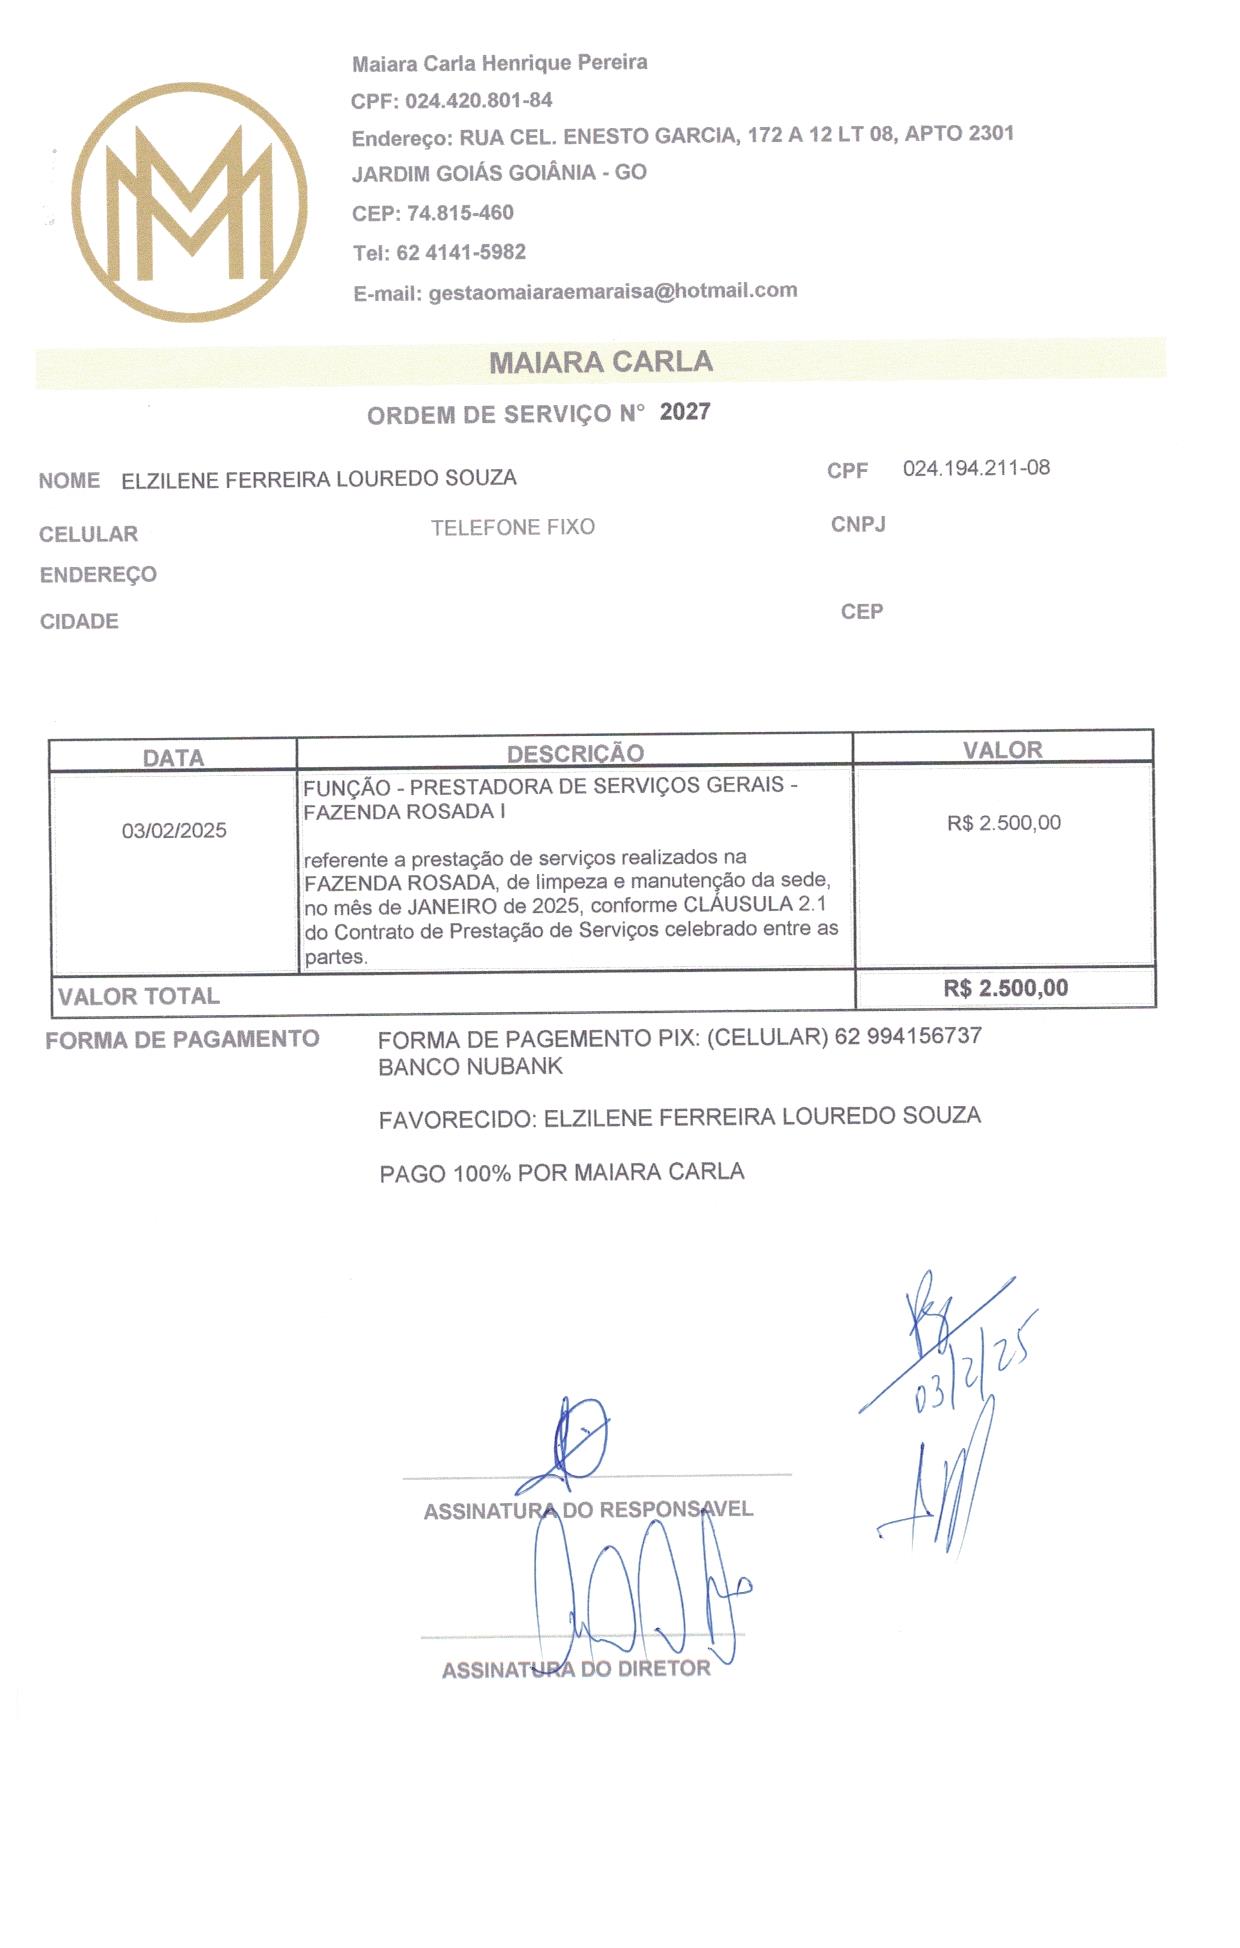 Maiara Carla Henrique Pereira
CPF: 024.420.801-84
Endereço: RUA CEL. ENESTO GARCIA, 172 A 12 LT 08, APTO 2301
JARDIM GOIÁS GOIÂNIA - GO
CEP: 74.815-460
Tel: 62 4141-5982
E-mail: gestaomaiaraemaraisa@hotmail.com
MAIARA CARLA
ORDEM DE SERVIÇO N° 2027
NOME ELZILENE FERREIRA LOUREDO SOUZA CPF 024.194.211-08
CELULAR TELEFONE FIXO CNPJ
ENDEREÇO
CIDADE CEP
DATA DESCRIÇÃO VALOR
FUNÇÃO - PRESTADORA DE SERVIÇOS GERAIS -
FAZENDA ROSADA I
03/02/2025 R$ 2.500,00
referente a prestação de serviços realizados na
FAZENDA ROSADA, de limpeza e manutenção da sede,
no mês de JANEIRO de 2025, conforme CLÁUSULA 2.1
do Contrato de Prestação de Serviços celebrado entre as
partes.
VALOR TOTAL R$ 2.500,00
FORMA DE PAGAMENTO FORMA DE PAGEMENTO PIX: (CELULAR) 62 994156737
BANCO NUBANK
FAVORECIDO: ELZILENE FERREIRA LOUREDO SOUZA
PAGO 100% POR MAIARA CARLA
03/2/25
ASSINATURA DO RESPONSAVEL
ASSINATURA DO DIRETOR